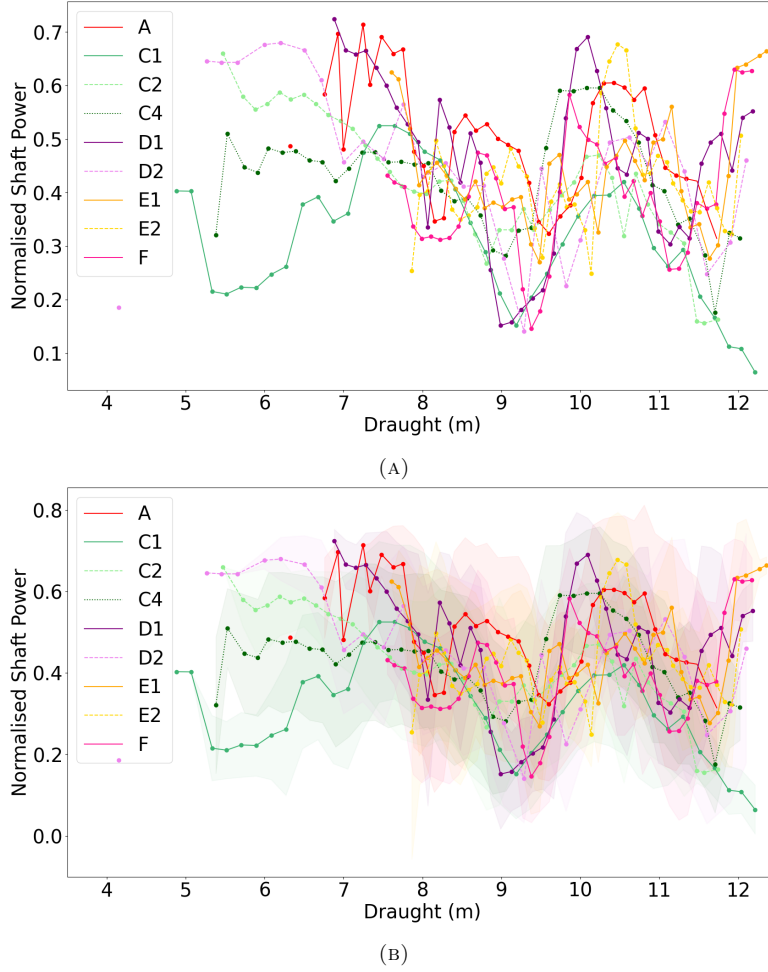 0.7
0.6
0.5
0.4
0.3
0.2
0.1
Normalised Shaft Power
A
C1
C2
C4
D1
D2
E1
E2
F
4 5 6 7 8 9 10 11 12
Draught (m)
(A)
0.8
0.6
0.4
0.2
0.0
Normalised Shaft Power
A
C1
C2
C4
D1
D2
E1
E2
F
4 5 6 7 8 9 10 11 12
Draught (m)
(B)